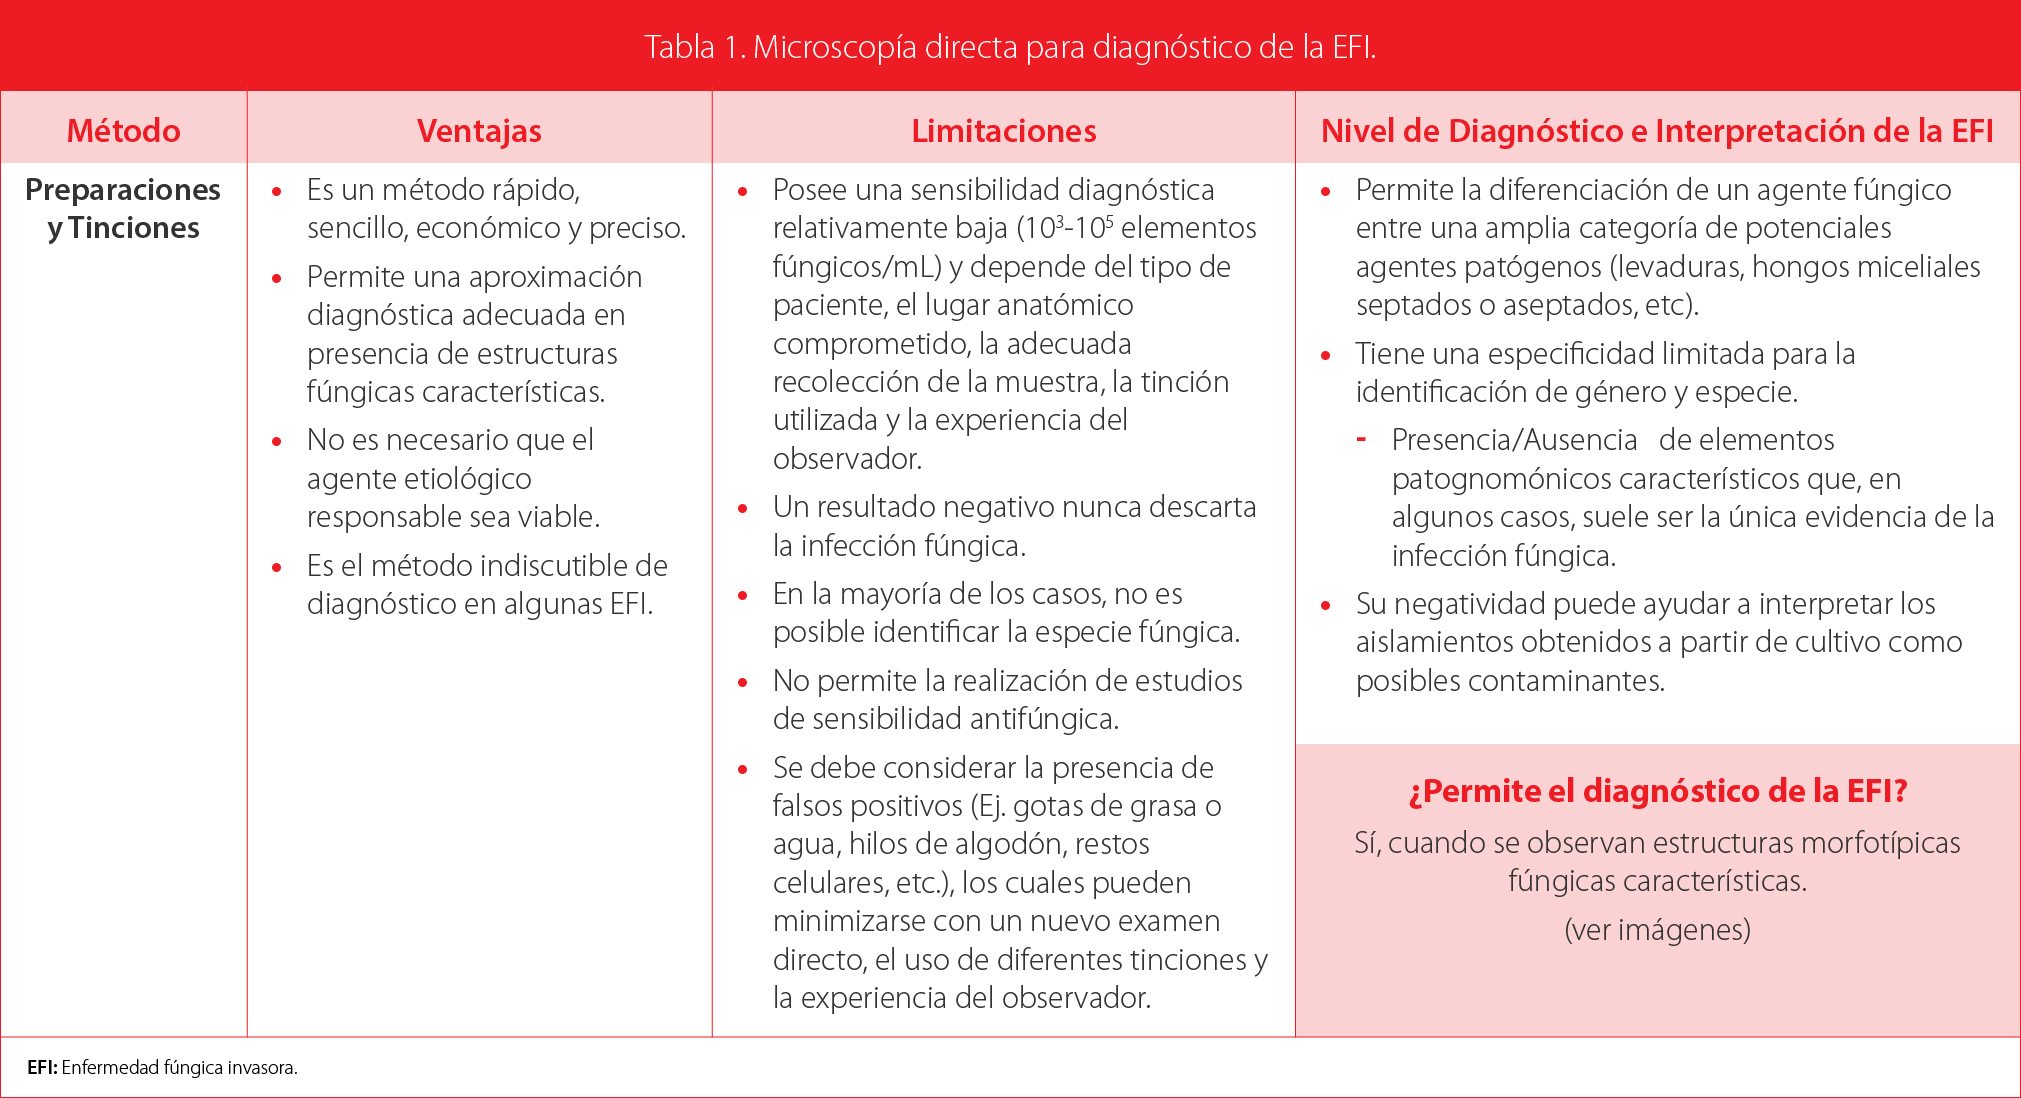 Tabla 1. Microscopía directa para diagnóstico de la EFI.
Método
Ventajas
Limitaciones
Nivel de Diagnóstico e Interpretación de la EFI
Preparaciones
y Tinciones
• Es un método rápido,
sencillo, económico y preciso.
• Permite una aproximación
diagnóstica adecuada en
presencia de estructuras
fúngicas características.
• No es necesario que el
agente etiológico
responsable sea viable.
• Es el método indiscutible de
diagnóstico en algunas EFI.
• Posee una sensibilidad diagnóstica
relativamente baja (10³-10⁵ elementos
fúngicos/mL) y depende del tipo de
paciente, el lugar anatómico
comprometido, la adecuada
recolección de la muestra, la tinción
utilizada y la experiencia del
observador.
• Un resultado negativo nunca descarta
la infección fúngica.
• En la mayoría de los casos, no es
posible identificar la especie fúngica.
• No permite la realización de estudios
de sensibilidad antifúngica.
• Se debe considerar la presencia de
falsos positivos (Ej. gotas de grasa o
agua, hilos de algodón, restos
celulares, etc.), los cuales pueden
minimizarse con un nuevo examen
directo, el uso de diferentes tinciones y
la experiencia del observador.
• Permite la diferenciación de un agente fúngico
entre una amplia categoría de potenciales
agentes patógenos (levaduras, hongos miceliales
septados o aseptados, etc).
• Tiene una especificidad limitada para la
identificación de género y especie.
- Presencia/Ausencia de elementos
patognomónicos característicos que, en
algunos casos, suele ser la única evidencia de la
infección fúngica.
• Su negatividad puede ayudar a interpretar los
aislamientos obtenidos a partir de cultivo como
posibles contaminantes.
¿Permite el diagnóstico de la EFI?
Sí, cuando se observan estructuras morfotípicas
fúngicas características.
(ver imágenes)
EFI: Enfermedad fúngica invasora.